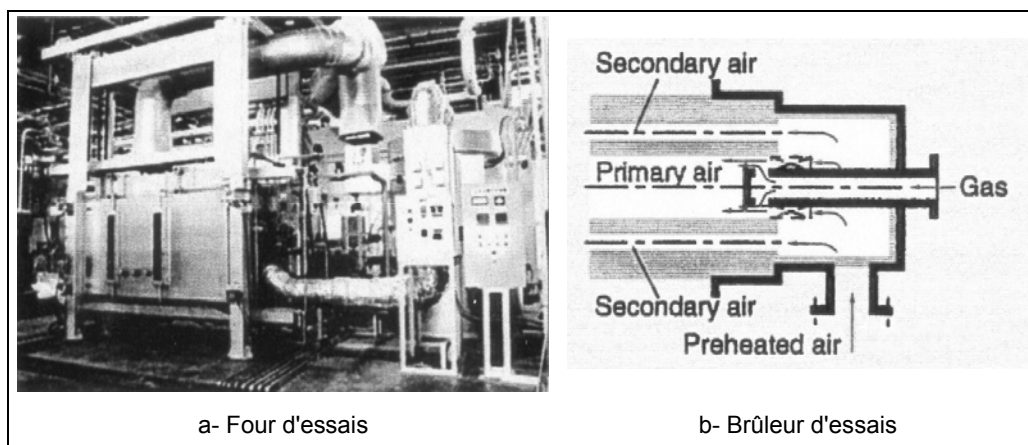 Secondary air
Primary air
Gas
Secondary air
Preheated air
a- Four d'essais
b- Brûleur d'essais